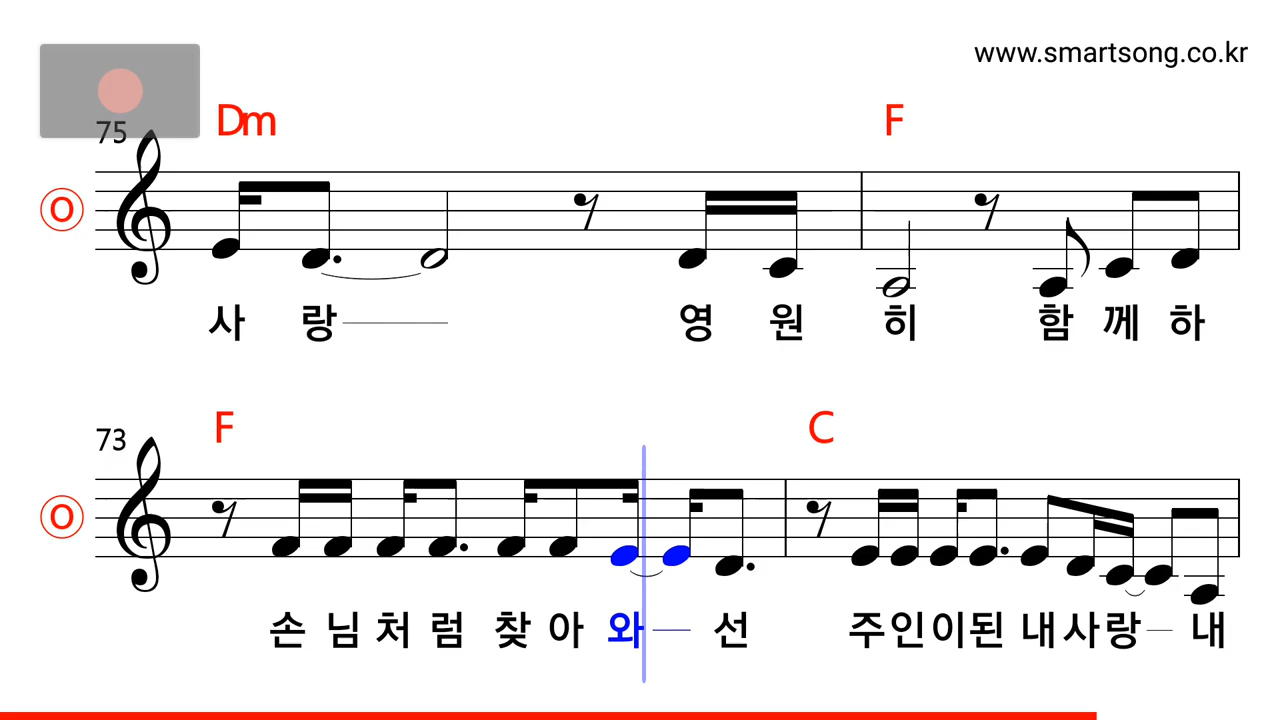 www.smartsong.co.kr
75 Dm F
O
사 랑 영 원 히 함 께 하
73 F C
O
손 님 처 럼 찾 아 와 선 주인이된 내사랑 내